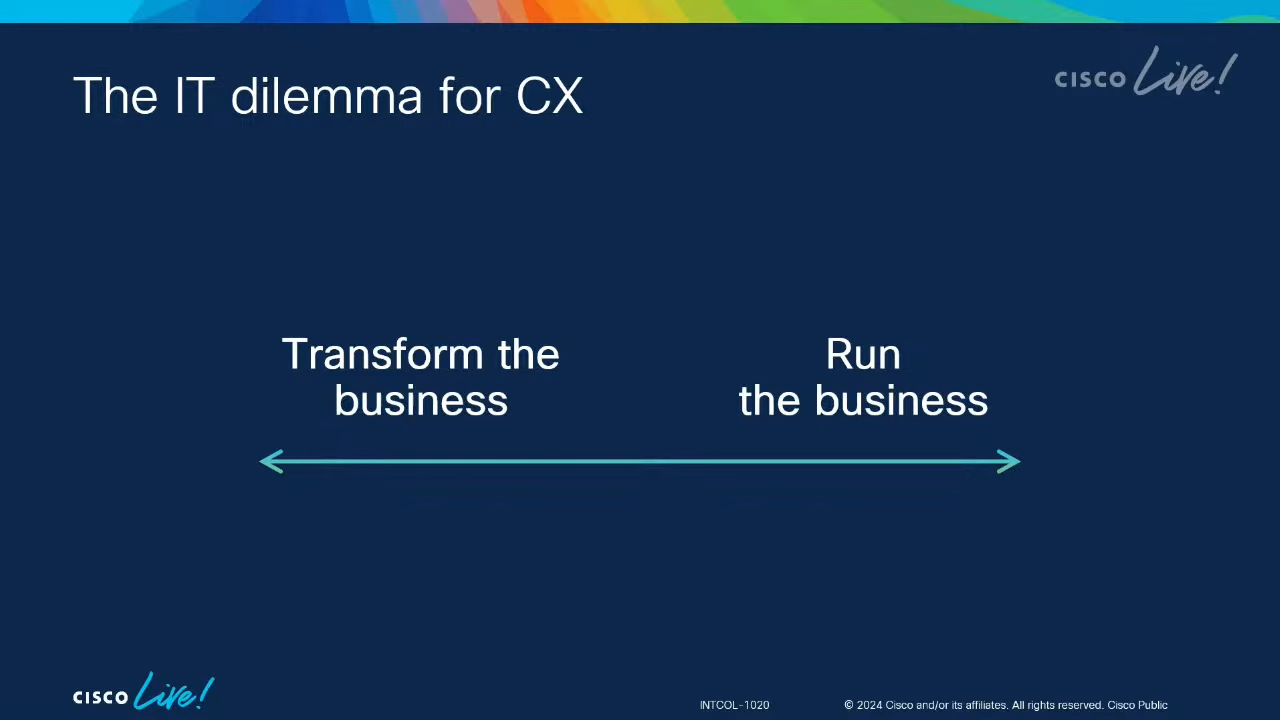 The IT dilemma for CX
CISCO Live!
Transform the
business
Run
the business
CISCO Live!
INTCOL-1020
© 2024 Cisco and/or its affiliates. All rights reserved. Cisco Public